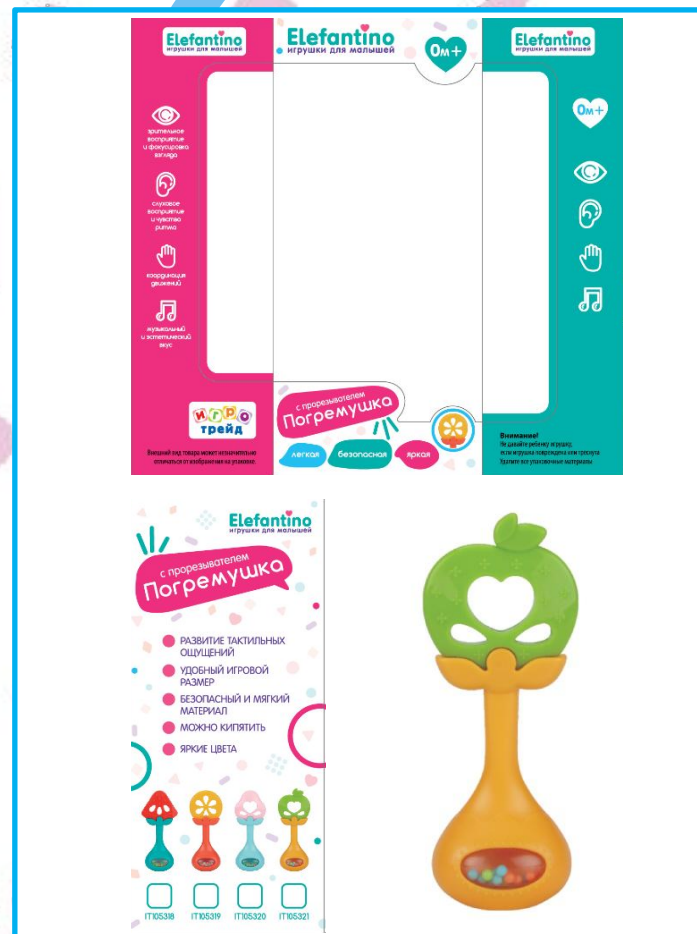 Elefantino
игрушки для малышей
зрительное
восприятие
и фокусировка
взгляда
слуховое
восприятие
и чувство
ритма
координация
движений
музыкальный
и эстетический
вкус
ИГРО
трейд
Внешний вид товара может незначительно
отличаться от изображения на упаковке.
Elefantino
игрушки для малышей
0м+
с прорезывателем
Погремушка
легкая
безопасная
яркая
Elefantino
игрушки для малышей
0м+
Внимание!
Не давайте ребенку игрушку,
если игрушка повреждена или треснута
Удалите все упаковочные материалы
Elefantino
игрушки для малышей
с прорезывателем
Погремушка
РАЗВИТИЕ ТАКТИЛЬНЫХ
ОЩУЩЕНИЙ
УДОБНЫЙ ИГРОВОЙ
РАЗМЕР
БЕЗОПАСНЫЙ И МЯГКИЙ
МАТЕРИАЛ
МОЖНО КИПЯТИТЬ
ЯРКИЕ ЦВЕТА
IT105318 IT105319 IT105320 IT105321